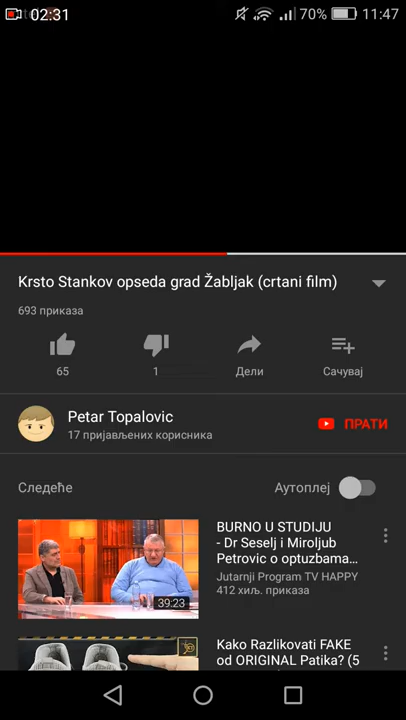 02:31
70%
11:47
Krsto Stankov opseda grad Žabljak (crtani film)
693 приказа
65
1
Дели
Сачувај
Petar Topalovic
17 пријављених корисника
ПРАТИ
Следеће
Аутоплеј
BURNO U STUDIJU
- Dr Seselj i Miroljub
Petrovic o optuzbama...
Jutarnji Program TV HAPPY
412 хиљ. приказа
39:23
Kako Razlikovati FAKE
od ORIGINAL Patika? (5